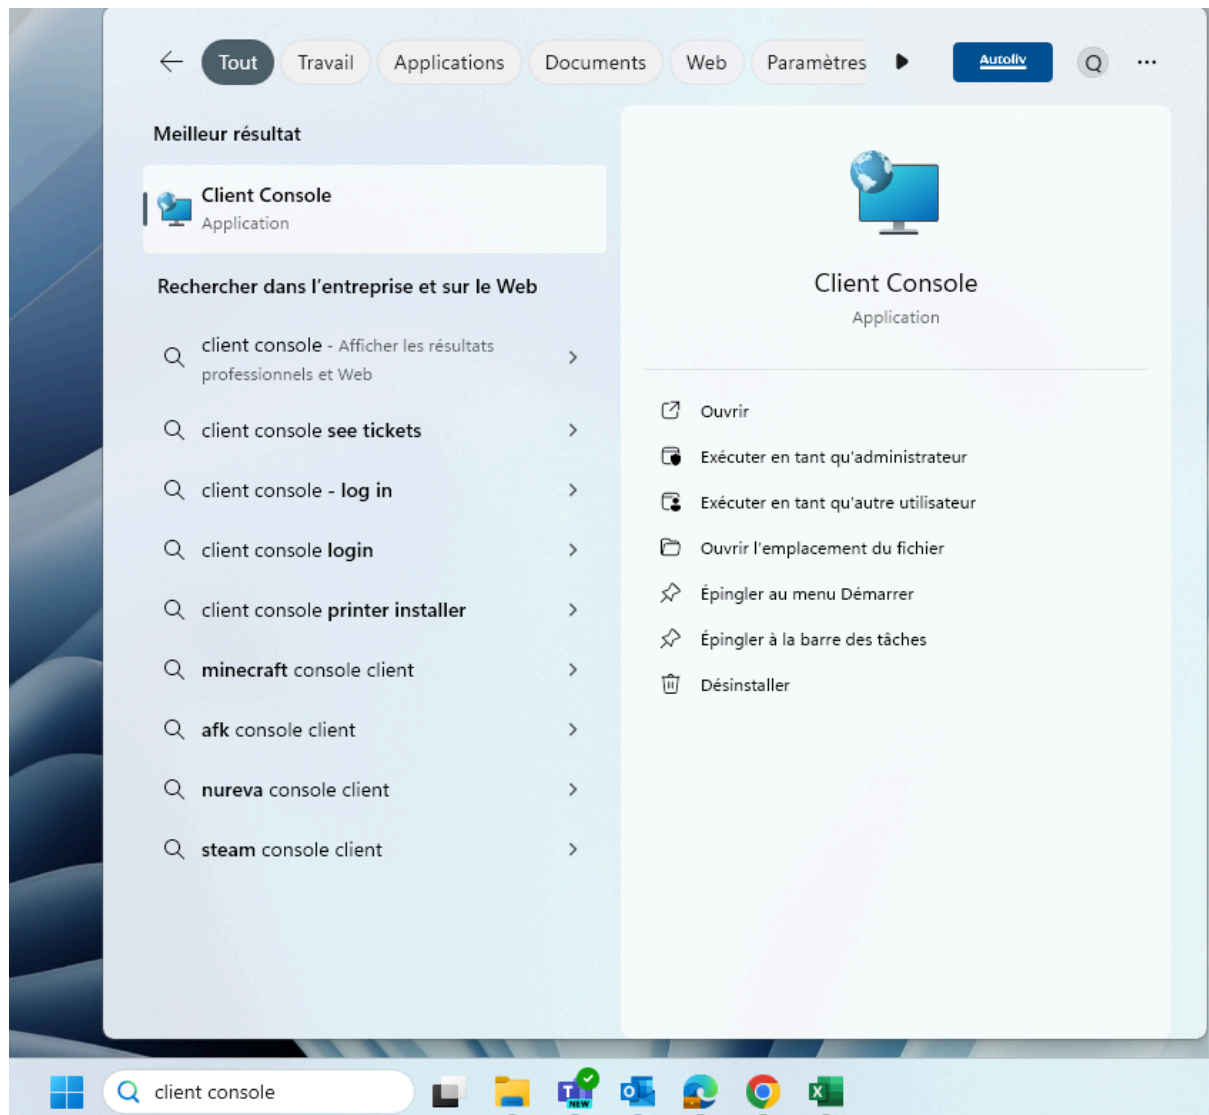 Tout Travail Applications Documents Web Paramètres Autoliv Q
Meilleur résultat
Client Console
Application
Rechercher dans l'entreprise et sur le Web
client console - Afficher les résultats
professionnels et Web
client console see tickets
client console - log in
client console login
client console printer installer
minecraft console client
afk console client
nureva console client
steam console client
Client Console
Application
Ouvrir
Exécuter en tant qu'administrateur
Exécuter en tant qu'autre utilisateur
Ouvrir l'emplacement du fichier
Épingler au menu Démarrer
Épingler à la barre des tâches
Désinstaller
client console
NEW